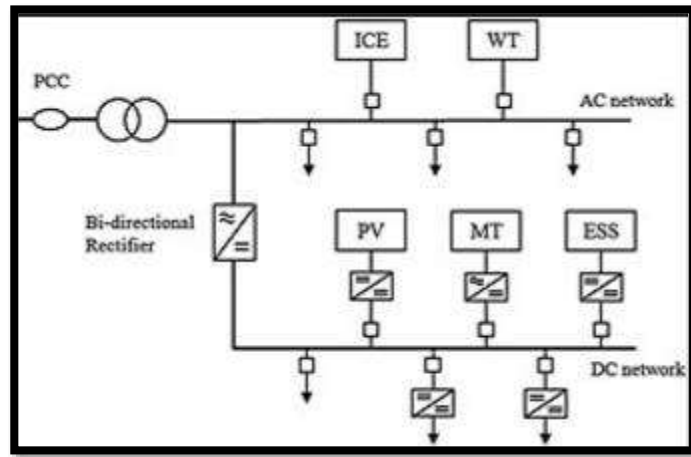 ICE
WT
PCC
AC network
Bi-directional
Rectifier
PV
MT
ESS
DC network